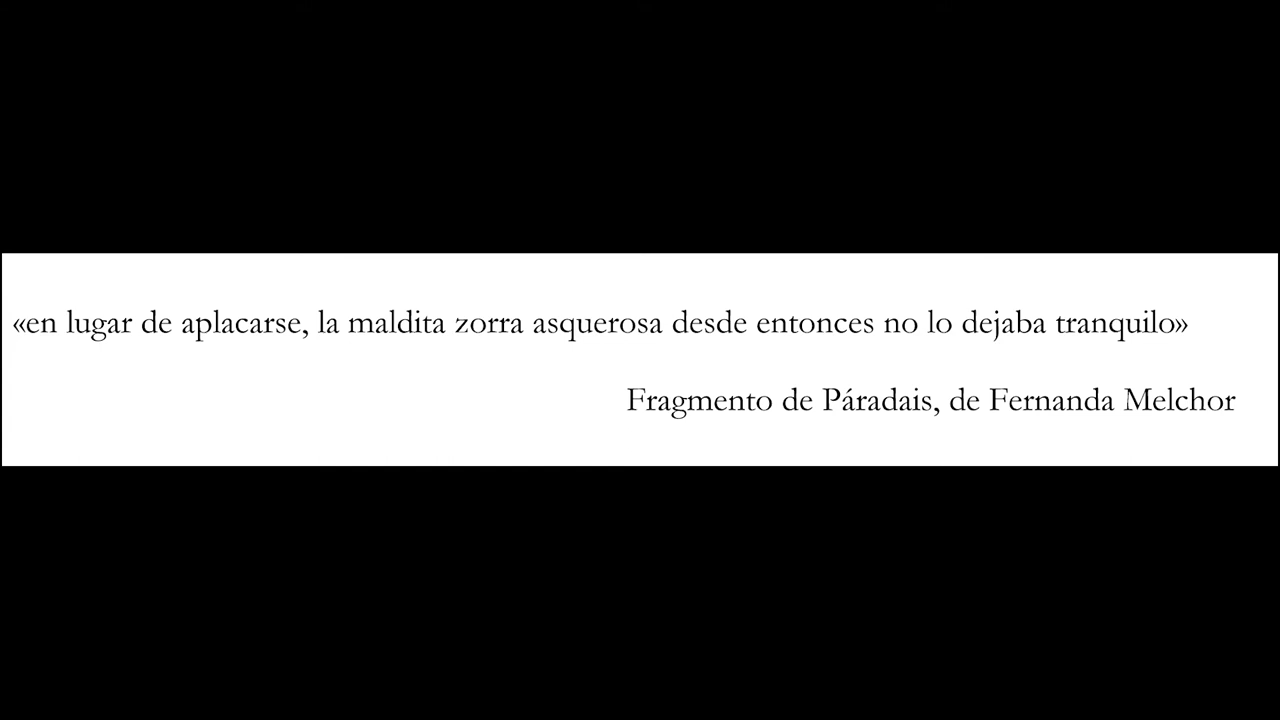 «en lugar de aplacarse, la maldita zorra asquerosa desde entonces no lo dejaba tranquilo»
Fragmento de Páradais, de Fernanda Melchor